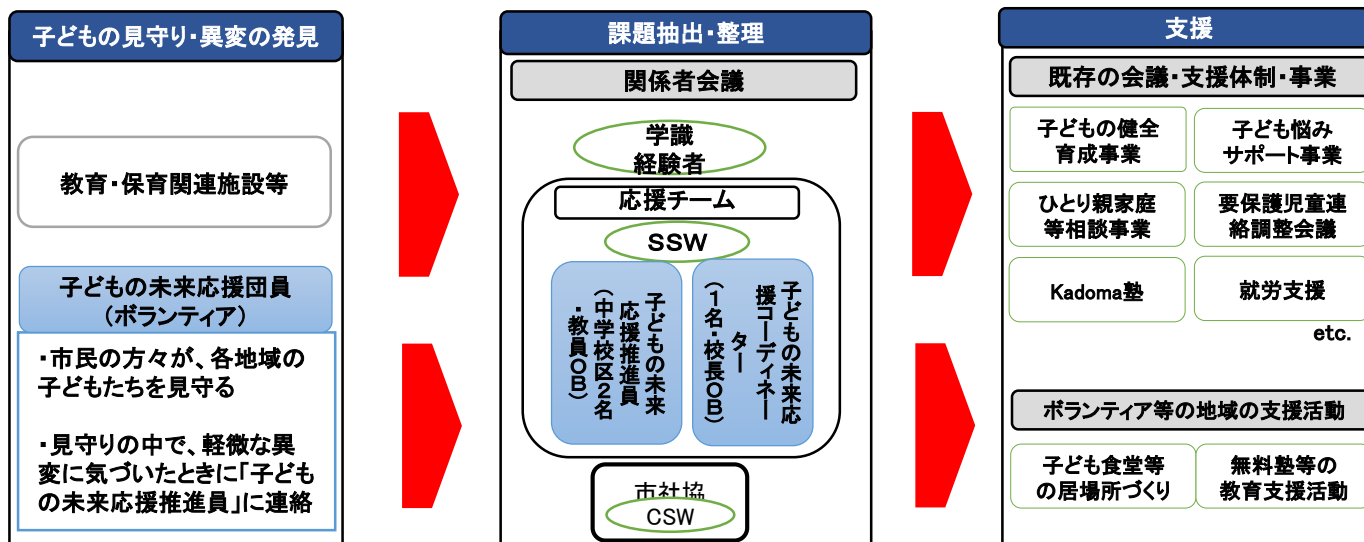 子どもの見守り・異変の発見
教育・保育関連施設等
子どもの未来応援団員
（ボランティア）
・市民の方々が、各地域の
子どもたちを見守る
・見守りの中で、軽微な異
変に気づいたときに「子ども
の未来応援推進員」に連絡
課題抽出・整理
関係者会議
学識
経験者
応援チーム
ＳＳＷ
子どもの未来
応援推進員
（中学校区２名
・教員ＯＢ）
子どもの未来応
援コーディネー
ター
（１名・校長ＯＢ）
市社協
CSW
支援
既存の会議・支援体制・事業
子どもの健全
育成事業
子ども悩み
サポート事業
ひとり親家庭
等相談事業
要保護児童連
絡調整会議
Kadoma塾
就労支援
etc.
ボランティア等の地域の支援活動
子ども食堂等
の居場所づくり
無料塾等の
教育支援活動